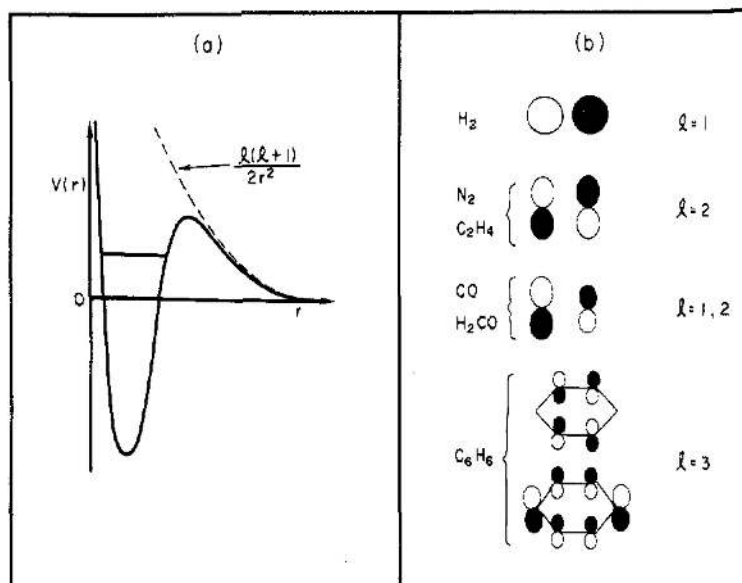 (a)
ℓ(ℓ+1)
2r²
V(r)
0
r
(b)
H₂
ℓ=1
N₂
C₂H₄
ℓ=2
CO
H₂CO
ℓ=1,2
C₆H₆
ℓ=3